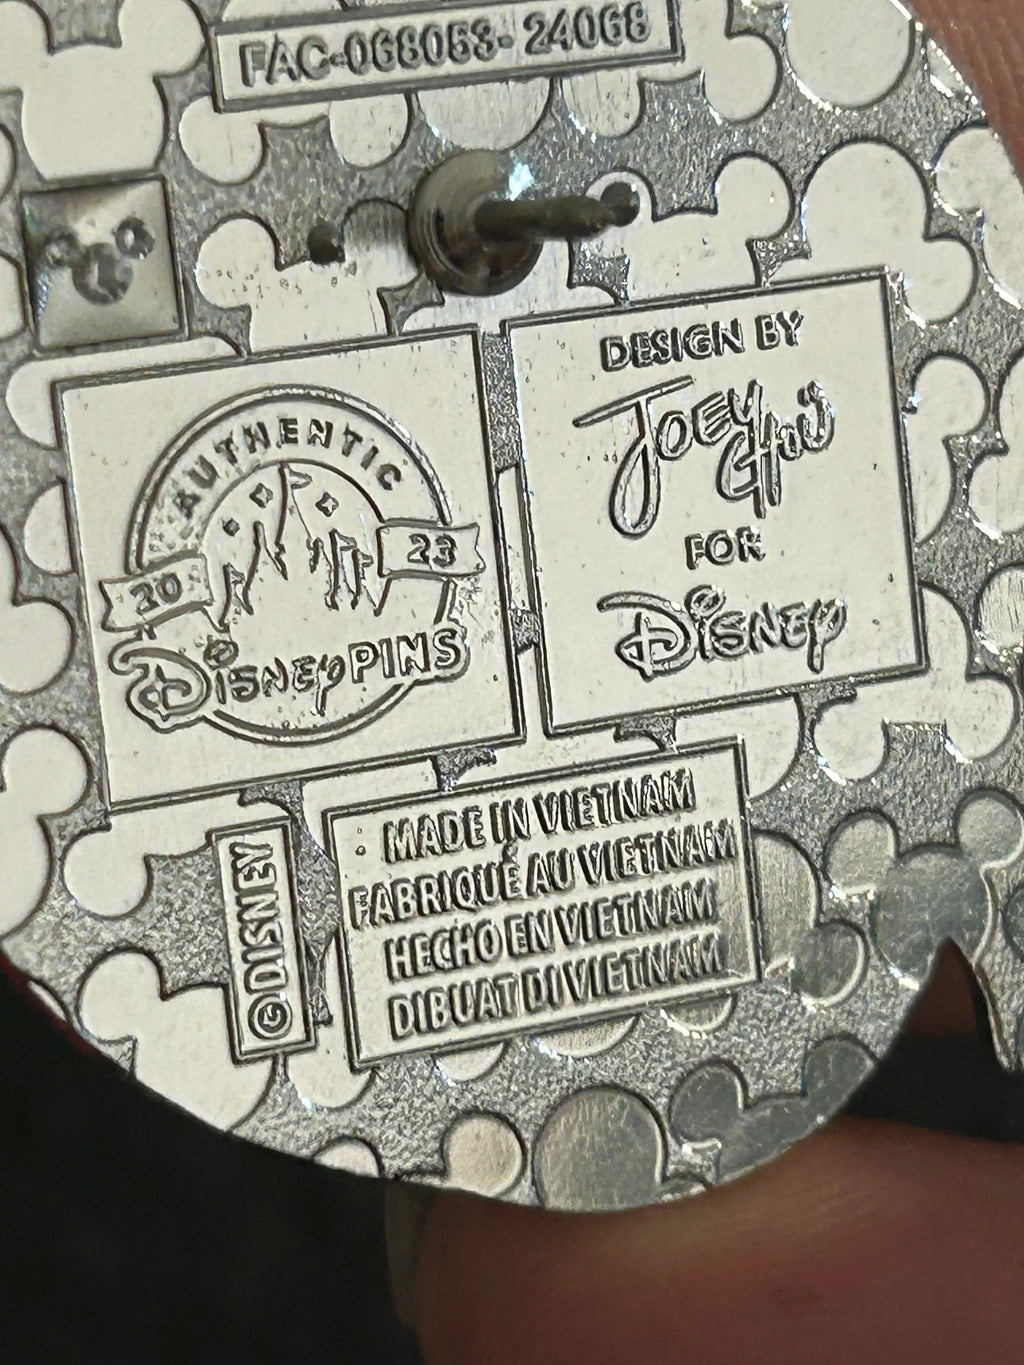 FAC-068053-24068
AUTHENTIC
20 23
Disney PINS
DESIGN BY
JOEY CHOU
FOR
Disney
©DISNEY
MADE IN VIETNAM
FABRIQUÉ AU VIETNAM
HECHO EN VIETNAM
DIBUAT DI VIETNAM